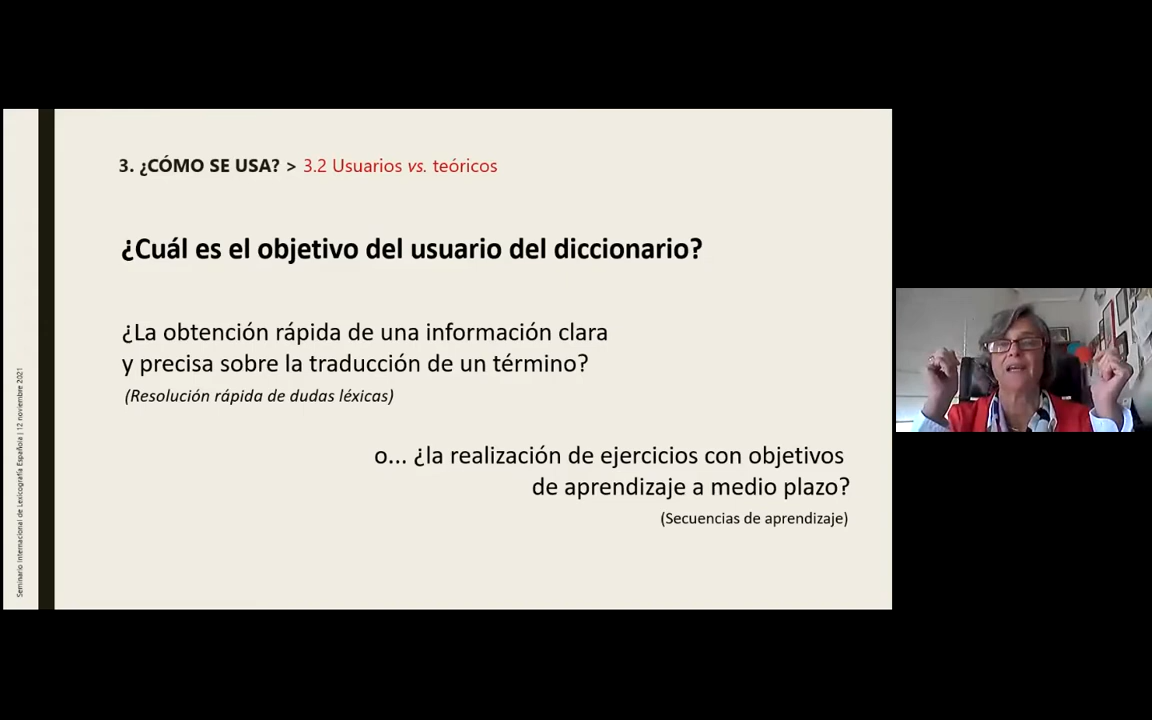 3. ¿CÓMO SE USA? > 3.2 Usuarios vs. teóricos
¿Cuál es el objetivo del usuario del diccionario?
¿La obtención rápida de una información clara
y precisa sobre la traducción de un término?
(Resolución rápida de dudas léxicas)
o... ¿la realización de ejercicios con objetivos
de aprendizaje a medio plazo?
(Secuencias de aprendizaje)
Seminario Internacional de Lexicografía Española | 12 noviembre 2021